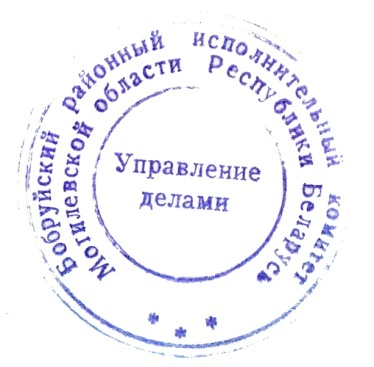 Бобруйский районный исполнительный комитет
Могилевской области Республики Беларусь
Управление
делами
* * *